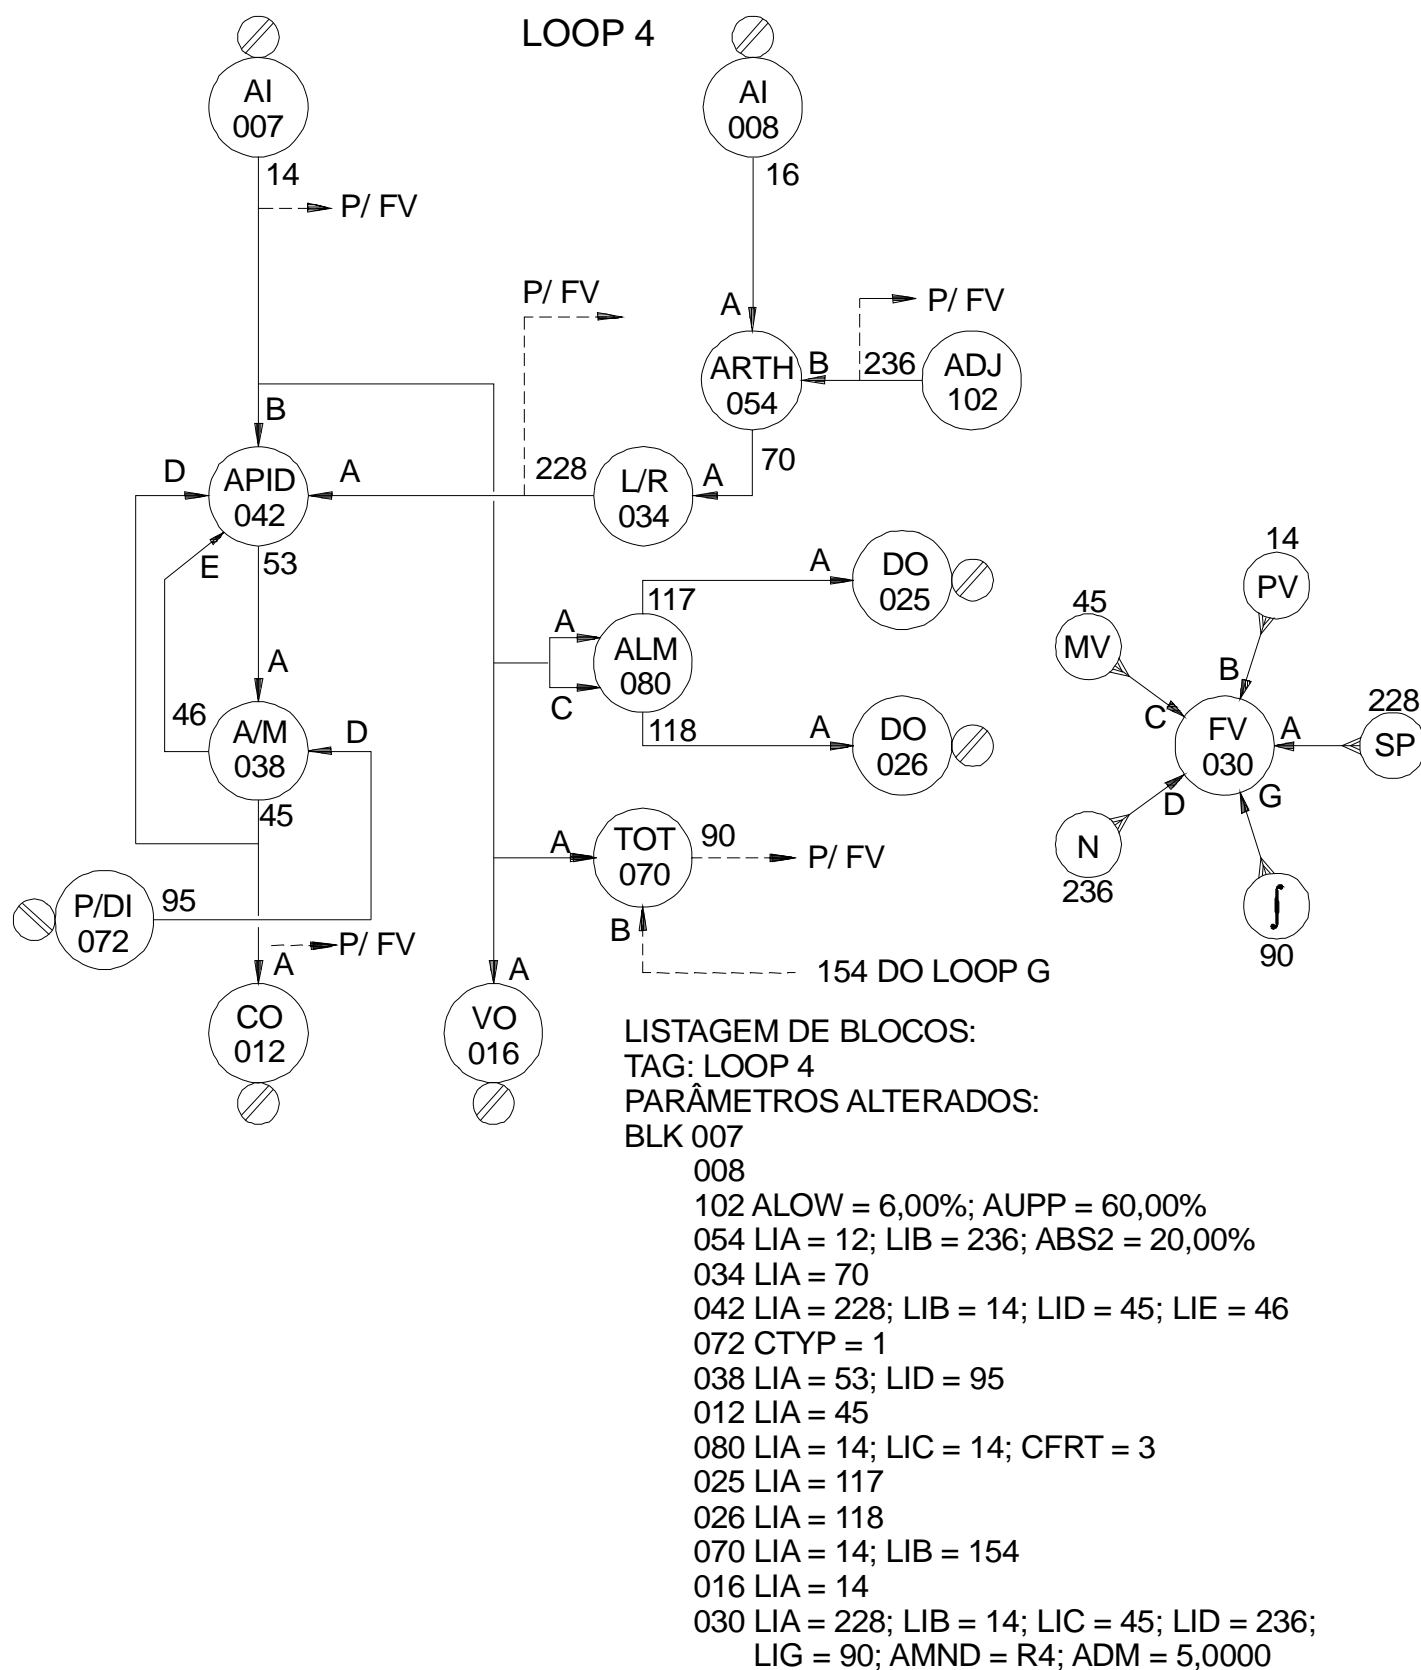 LOOP 4
AI
007
AI
008
14
16
P/ FV
P/ FV
P/ FV
A
ARTH
054
B
236
ADJ
102
B
70
D
APID
042
A
228
L/R
034
A
E
53
A
DO
025
117
14
PV
45
MV
A
ALM
080
C
118
A
DO
026
A
46
A/M
038
D
45
B
C
FV
030
A
228
SP
D
G
N
236
∫
90
A
TOT
070
90
P/ FV
B
154 DO LOOP G
P/DI
072
95
P/ FV
A
CO
012
A
VO
016
LISTAGEM DE BLOCOS:
TAG: LOOP 4
PARÂMETROS ALTERADOS:
BLK 007
008
102 ALOW = 6,00%; AUPP = 60,00%
054 LIA = 12; LIB = 236; ABS2 = 20,00%
034 LIA = 70
042 LIA = 228; LIB = 14; LID = 45; LIE = 46
072 CTYP = 1
038 LIA = 53; LID = 95
012 LIA = 45
080 LIA = 14; LIC = 14; CFRT = 3
025 LIA = 117
026 LIA = 118
070 LIA = 14; LIB = 154
016 LIA = 14
030 LIA = 228; LIB = 14; LIC = 45; LID = 236;
LIG = 90; AMND = R4; ADM = 5,0000